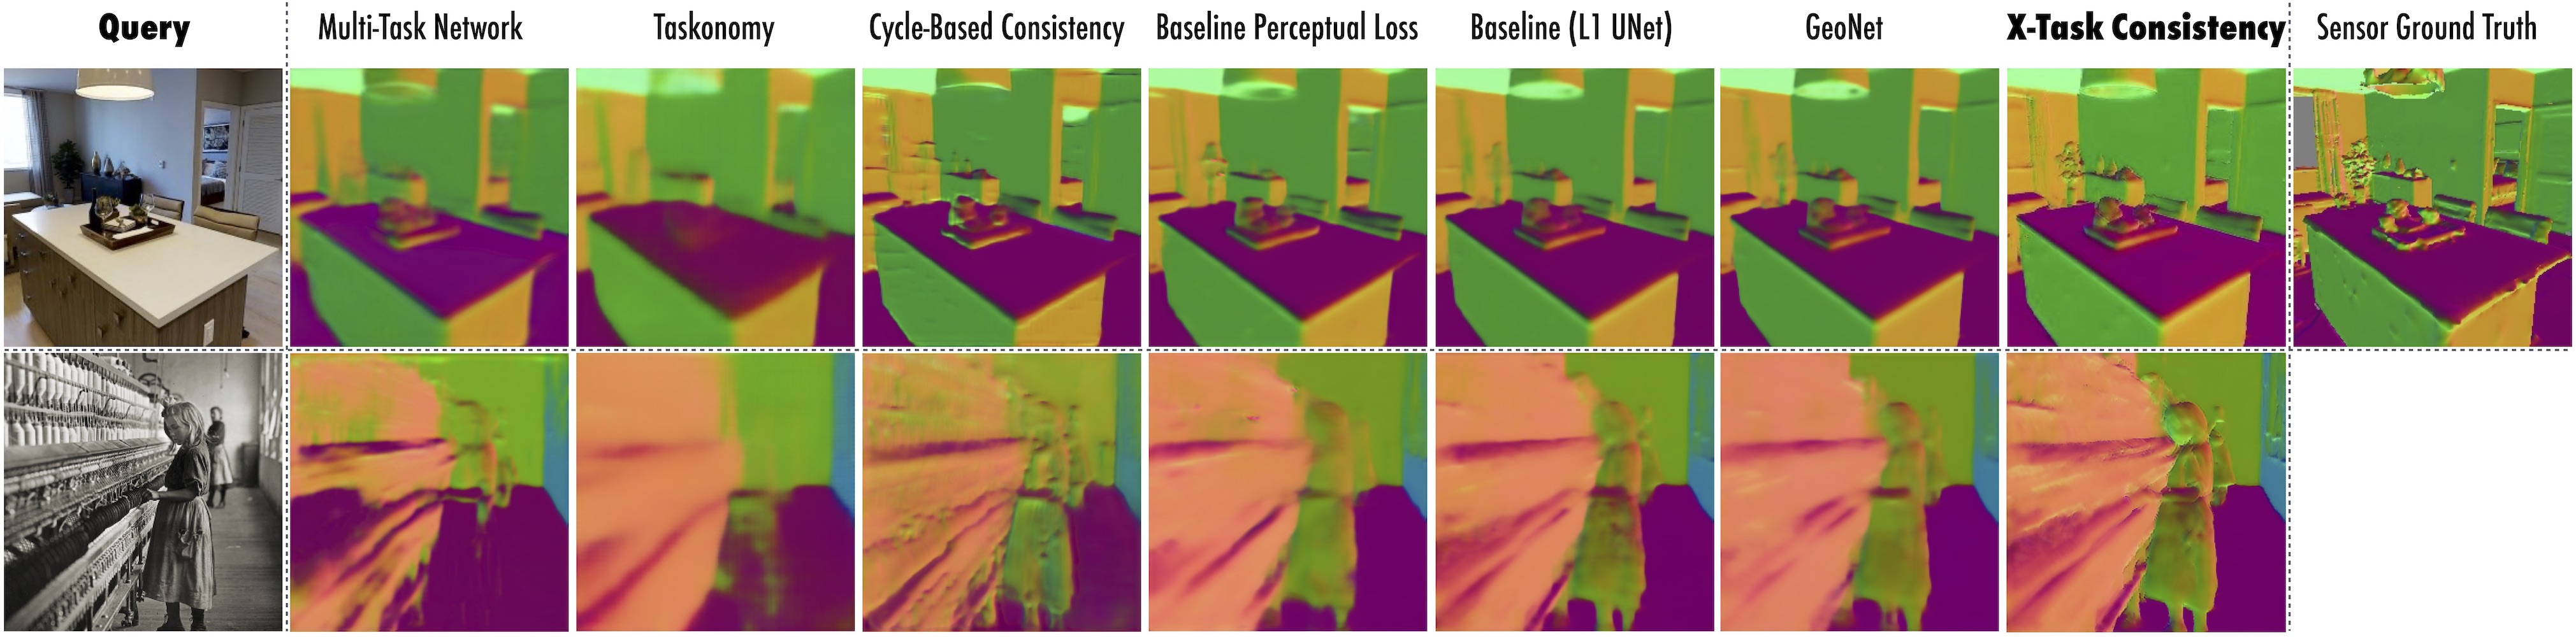 Query Multi-Task Network Taskonomy Cycle-Based Consistency Baseline Perceptual Loss Baseline (L1 UNet) GeoNet X-Task Consistency Sensor Ground Truth